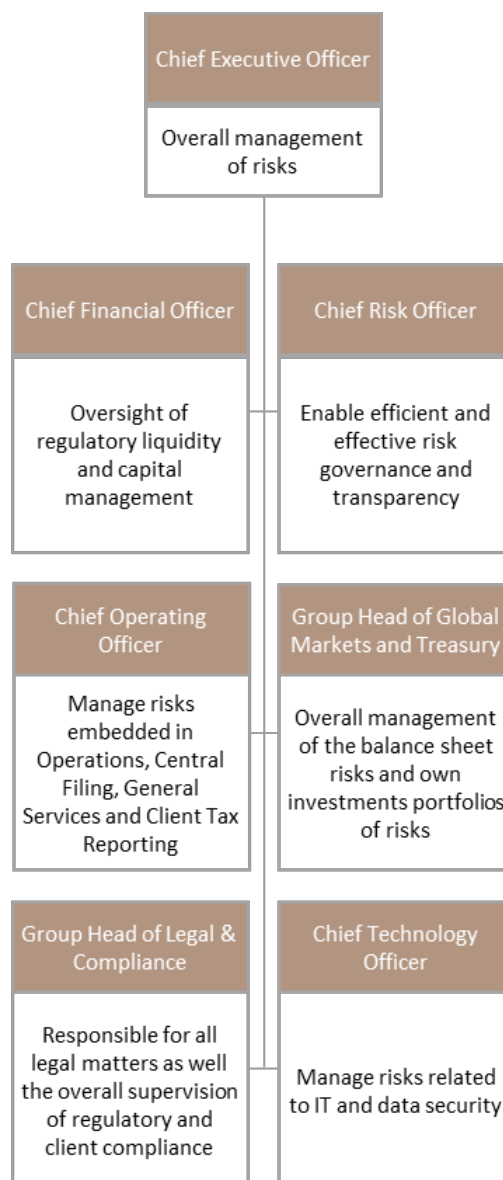 Chief Executive Officer
Overall management
of risks
Chief Financial Officer
Oversight of
regulatory liquidity
and capital
management
Chief Risk Officer
Enable efficient and
effective risk
governance and
transparency
Chief Operating
Officer
Manage risks
embedded in
Operations, Central
Filing, General
Services and Client Tax
Reporting
Group Head of Global
Markets and Treasury
Overall management
of the balance sheet
risks and own
investments portfolios
of risks
Group Head of Legal &
Compliance
Responsible for all
legal matters as well
the overall supervision
of regulatory and
client compliance
Chief Technology
Officer
Manage risks related
to IT and data security